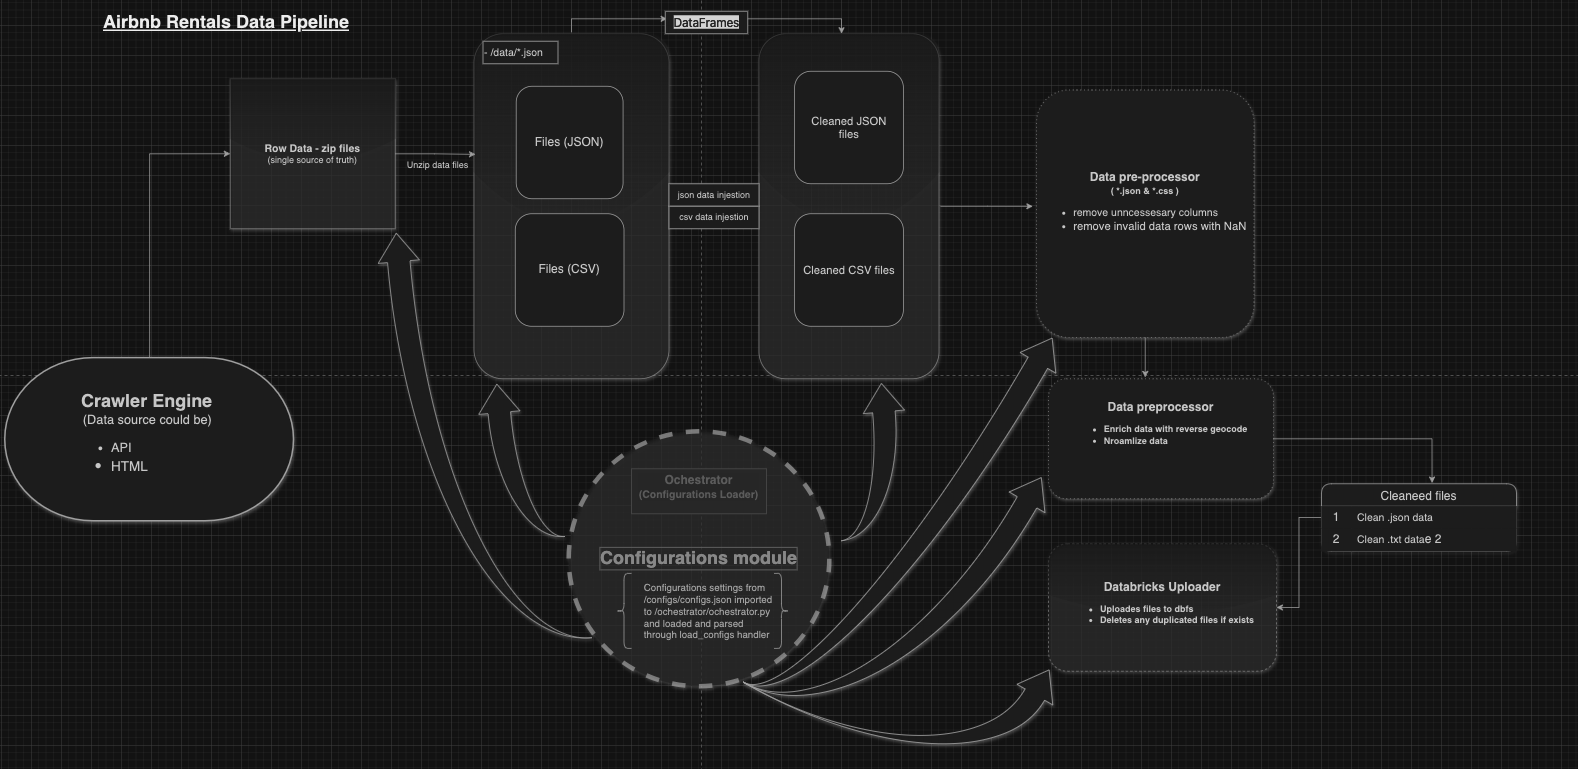 Airbnb Rentals Data Pipeline
DataFrames
- /data/*.json
Row Data - zip files
(single source of truth)
Unzip data files
Files (JSON)
Files (CSV)
json data injestion
csv data injestion
Cleaned JSON
files
Cleaned CSV files
Data pre-processor
( *.json & *.css )
• remove unncessesary columns
• remove invalid data rows with NaN
Crawler Engine
(Data source could be)
• API
• HTML
Data preprocessor
• Enrich data with reverse geocode
• Nroamlize data
Cleaneed files
1 Clean .json data
2 Clean .txt datae 2
Ochestrator
(Configurations Loader)
Configurations module
Configurations settings from
/configs/configs.json imported
to /ochestrator/ochestrator.py
and loaded and parsed
through load_configs handler
Databricks Uploader
• Uploades files to dbfs
• Deletes any duplicated files if exists